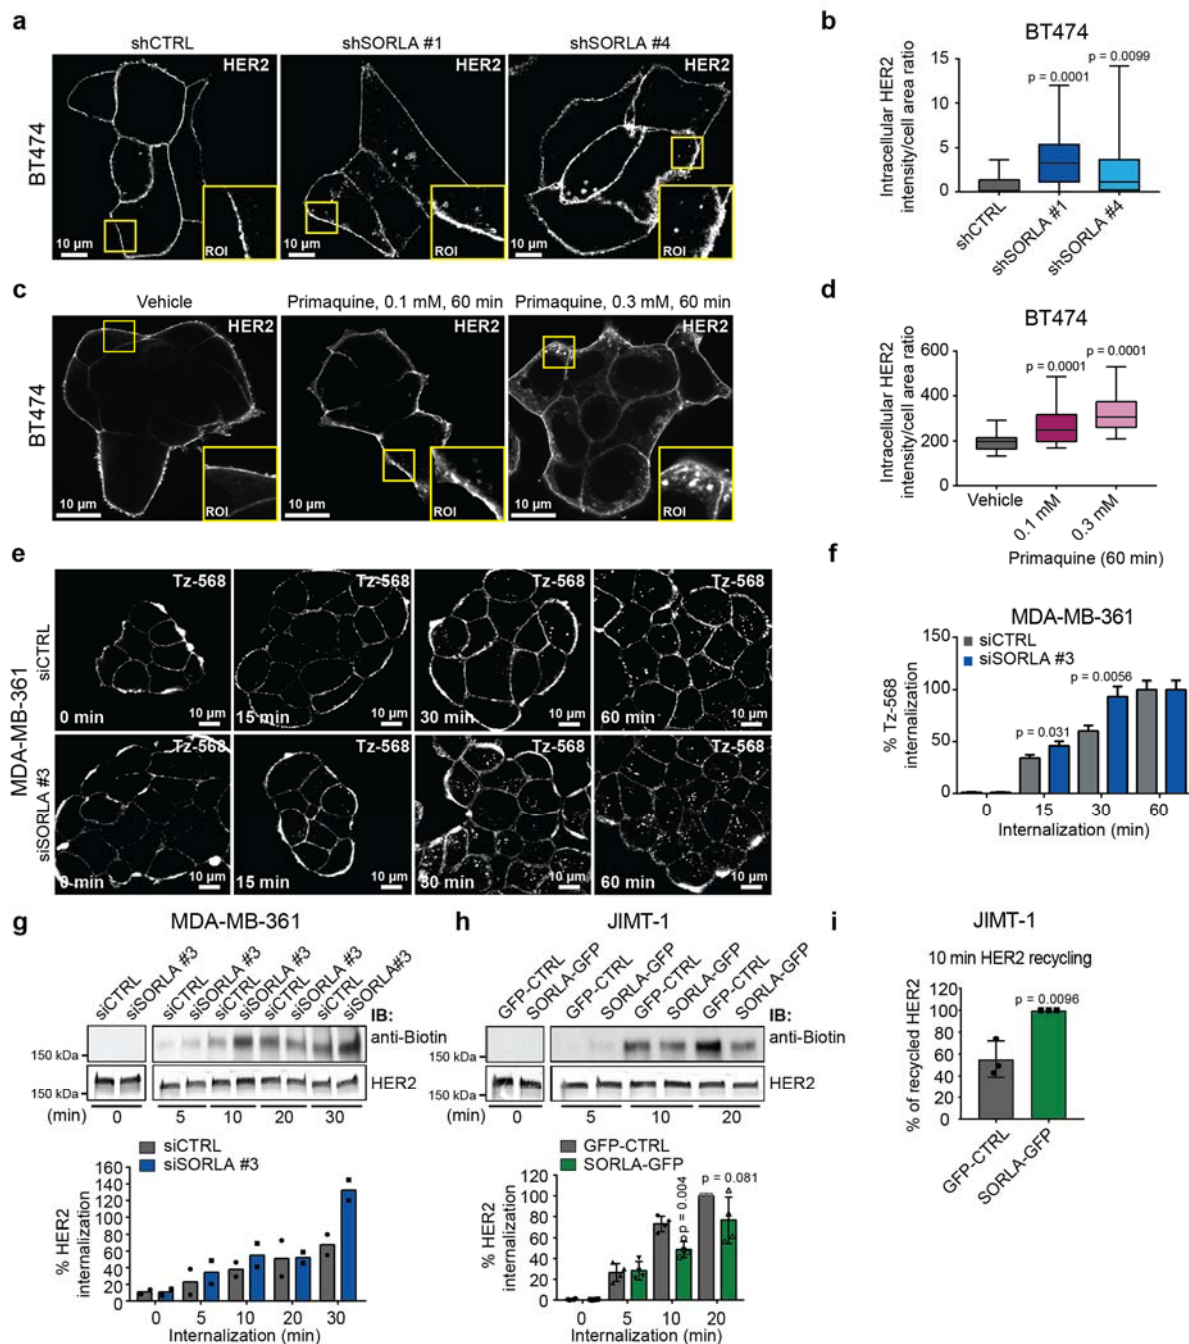 a
shCTRL
shSORLA #1
shSORLA #4
BT474
HER2
HER2
HER2
10 µm
ROI
10 µm
ROI
10 µm
ROI
b
BT474
p = 0.0001
p = 0.0099
Intracellular HER2
intensity/cell area ratio
15
10
5
0
shCTRL
shSORLA #1
shSORLA #4
c
Vehicle
Primaquine, 0.1 mM, 60 min
Primaquine, 0.3 mM, 60 min
BT474
HER2
HER2
HER2
10 µm
ROI
10 µm
ROI
10 µm
ROI
d
BT474
p = 0.0001
p = 0.0001
Intracellular HER2
intensity/cell area ratio
600
400
200
0
Vehicle
0.1 mM
0.3 mM
Primaquine (60 min)
e
MDA-MB-361
siCTRL
Tz-568
Tz-568
Tz-568
Tz-568
0 min
10 µm
15 min
10 µm
30 min
10 µm
60 min
10 µm
siSORLA #3
Tz-568
Tz-568
Tz-568
Tz-568
0 min
10 µm
15 min
10 µm
30 min
10 µm
60 min
10 µm
f
MDA-MB-361
siCTRL
siSORLA #3
p = 0.031
p = 0.0056
% Tz-568
internalization
150
100
50
0
0 15 30 60
Internalization (min)
g
MDA-MB-361
siCTRL
siSORLA #3
siCTRL
siSORLA #3
siCTRL
siSORLA #3
siCTRL
siSORLA #3
siCTRL
siSORLA#3
IB:
anti-Biotin
150 kDa
HER2
150 kDa
(min) 0 5 10 20 30
siCTRL
siSORLA #3
% HER2
internalization
160
140
120
100
80
60
40
20
0
0 5 10 20 30
Internalization (min)
h
JIMT-1
GFP-CTRL
SORLA-GFP
GFP-CTRL
SORLA-GFP
GFP-CTRL
SORLA-GFP
GFP-CTRL
SORLA-GFP
IB:
anti-Biotin
150 kDa
HER2
150 kDa
(min) 0 5 10 20
GFP-CTRL
SORLA-GFP
p = 0.004
p = 0.081
% HER2
internalization
120
100
80
60
40
20
0
0 5 10 20
Internalization (min)
i
JIMT-1
10 min HER2 recycling
p = 0.0096
% of recycled HER2
120
100
80
60
40
20
0
GFP-CTRL
SORLA-GFP